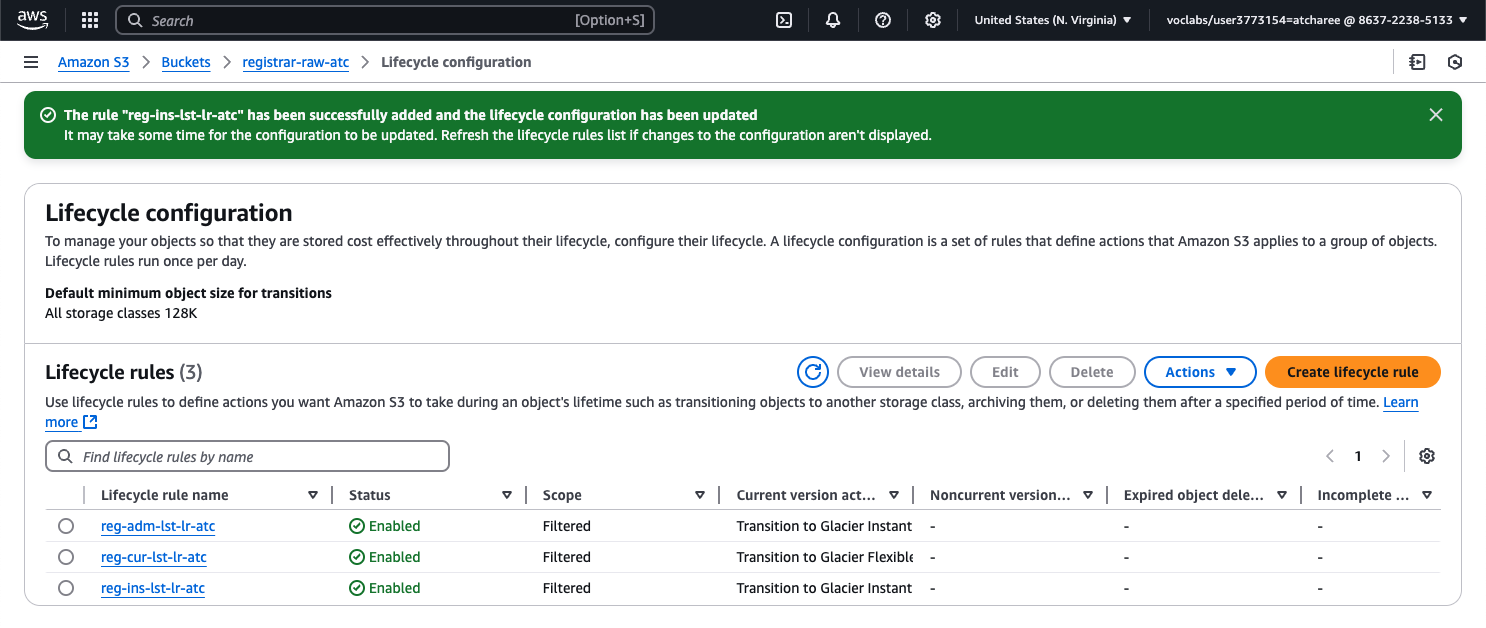 aws
Search [Option+S] United States (N. Virginia) voclabs/user3773154=atcharee @ 8637-2238-5133
Amazon S3 Buckets registrar-raw-atc Lifecycle configuration
The rule "reg-ins-lst-lr-atc" has been successfully added and the lifecycle configuration has been updated
It may take some time for the configuration to be updated. Refresh the lifecycle rules list if changes to the configuration aren't displayed.
Lifecycle configuration
To manage your objects so that they are stored cost effectively throughout their lifecycle, configure their lifecycle. A lifecycle configuration is a set of rules that define actions that Amazon S3 applies to a group of objects.
Lifecycle rules run once per day.
Default minimum object size for transitions
All storage classes 128K
Lifecycle rules (3) View details Edit Delete Actions Create lifecycle rule
Use lifecycle rules to define actions you want Amazon S3 to take during an object's lifetime such as transitioning objects to another storage class, archiving them, or deleting them after a specified period of time. Learn
more
Find lifecycle rules by name 1
Lifecycle rule name Status Scope Current version act... Noncurrent version... Expired object dele... Incomplete ...
reg-adm-lst-lr-atc Enabled Filtered Transition to Glacier Instant - - -
reg-cur-lst-lr-atc Enabled Filtered Transition to Glacier Flexible - - -
reg-ins-lst-lr-atc Enabled Filtered Transition to Glacier Instant - - -